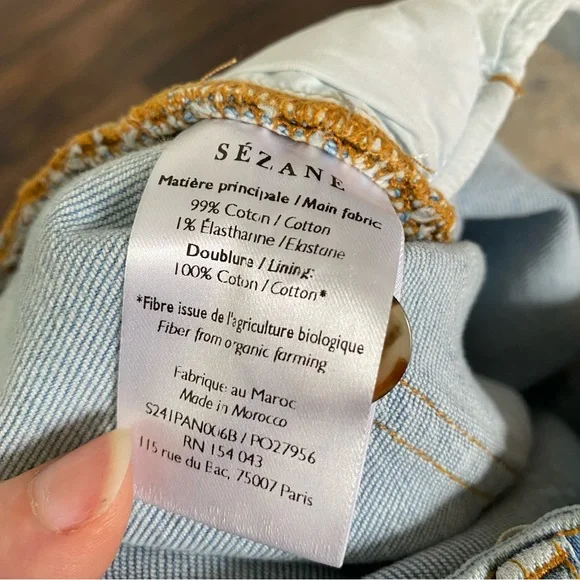 SÉZANE
Matière principale / Main fabric
99% Coton / Cotton
1% Élasthanne / Elastane
Doublure / Lining:
100% Coton / Cotton*
*Fibre issue de l'agriculture biologique
Fiber from organic farming
Fabriqué au Maroc
Made in Morocco
S241PAN006B / PO27956
RN 154 043
115 rue du Bac, 75007 Paris